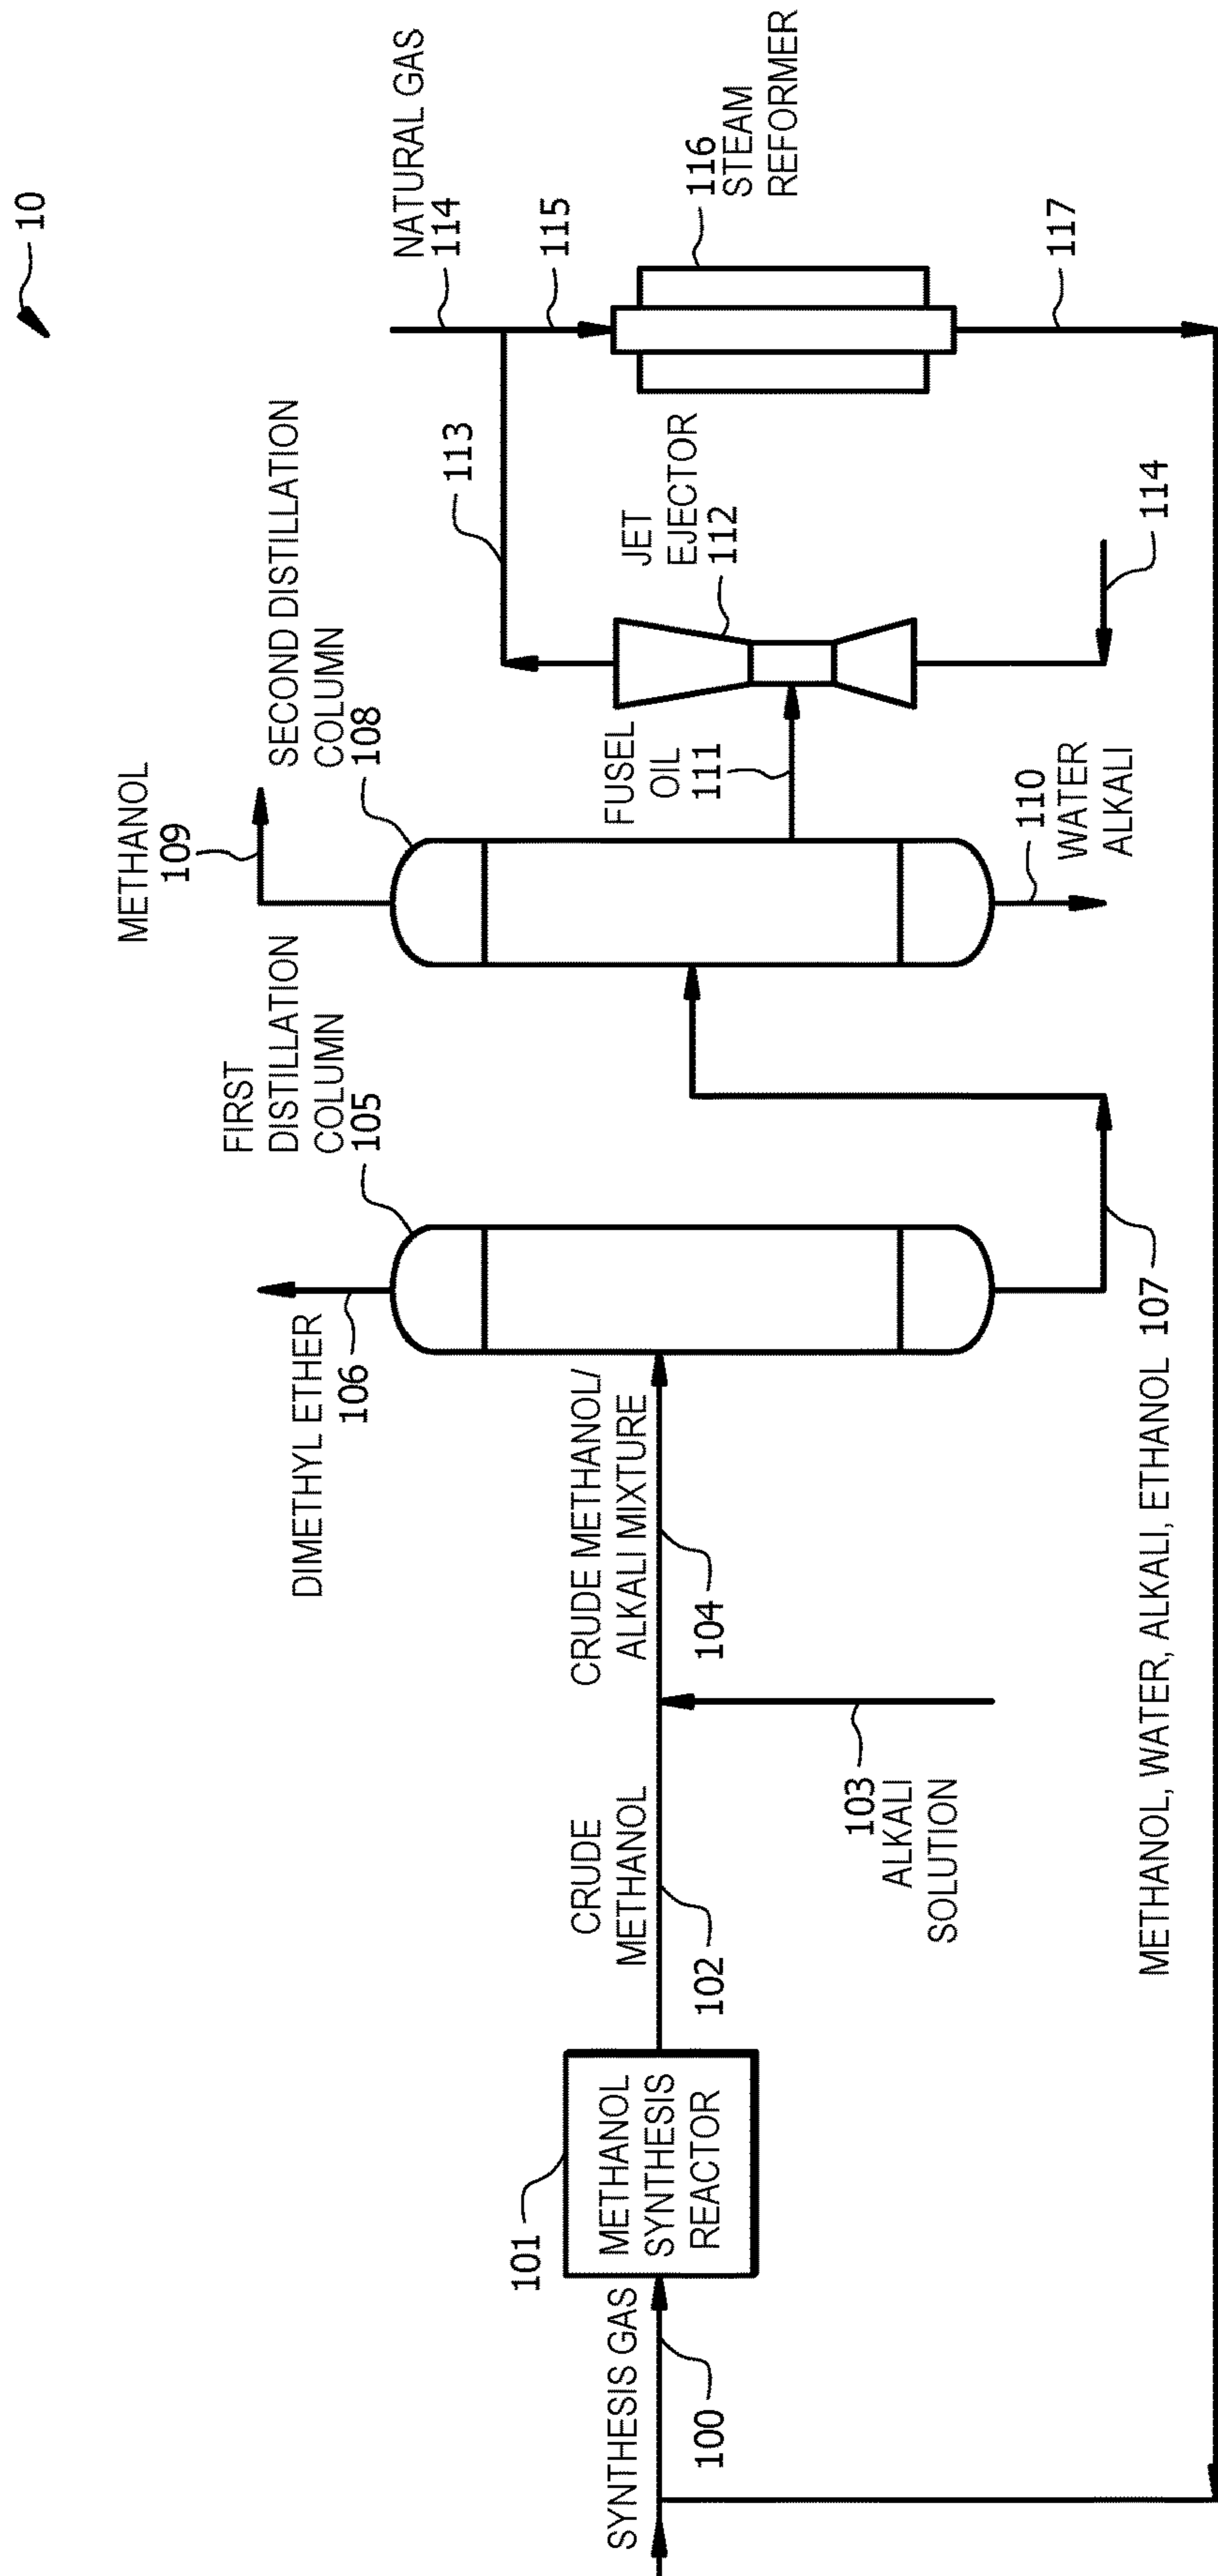 10
SYNTHESIS GAS
100
101
METHANOL
SYNTHESIS
REACTOR
CRUDE
METHANOL
102
103
ALKALI
SOLUTION
CRUDE METHANOL/
ALKALI MIXTURE
104
DIMETHYL ETHER
106
FIRST
DISTILLATION
COLUMN
105
METHANOL, WATER, ALKALI, ETHANOL 107
METHANOL
109
SECOND DISTILLATION
COLUMN
108
110
WATER
ALKALI
FUSEL
OIL
111
JET
EJECTOR
112
114
113
NATURAL GAS
114
115
116
STEAM
REFORMER
117